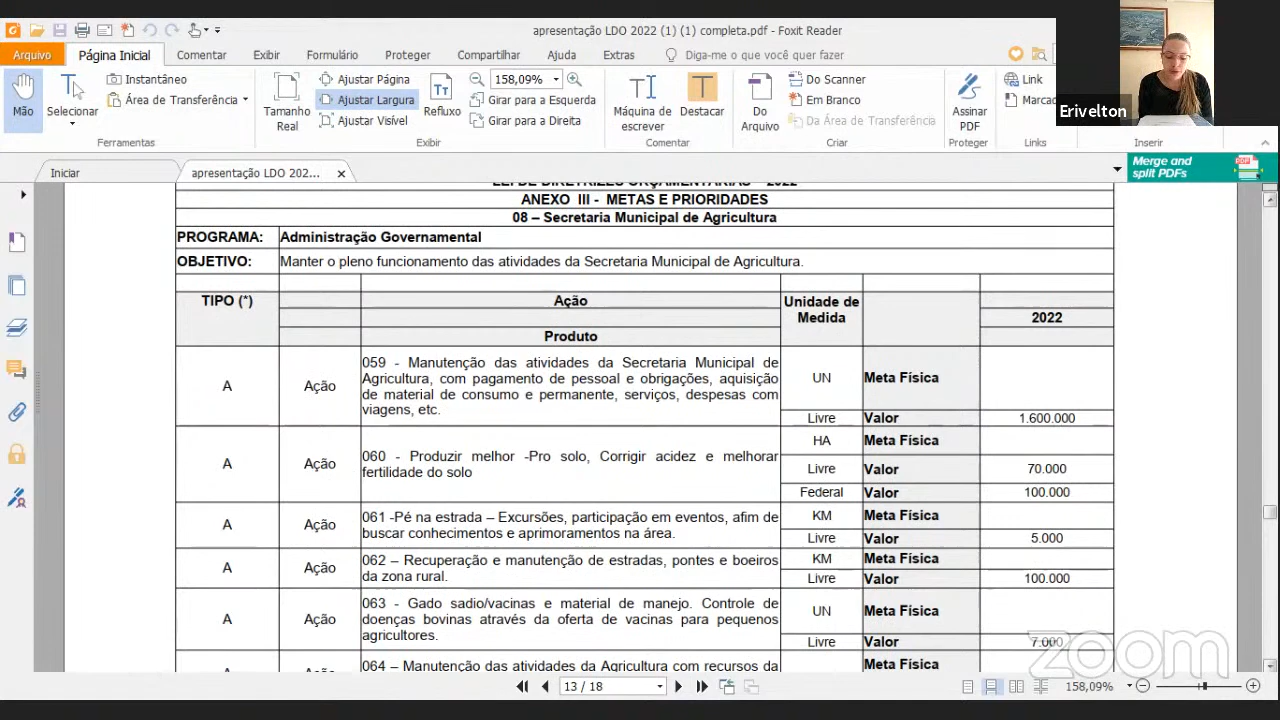 apresentação LDO 2022 (1) (1) completa.pdf - Foxit Reader
Arquivo Página Inicial Comentar Exibir Formulário Proteger Compartilhar Ajuda Extras Diga-me o que você quer fazer
Mão
Selecionar
Instantâneo
Área de Transferência
Ferramentas
Tamanho Real
Ajustar Página
Ajustar Largura
Ajustar Visível
Refluxo
158,09%
Girar para a Esquerda
Girar para a Direita
Exibir
Máquina de escrever
Destacar
Comentar
Do Arquivo
Do Scanner
Em Branco
Da Área de Transferência
Criar
Assinar PDF
Proteger
Link
Marcad
Links
Inserir
Erivelton
Iniciar
apresentação LDO 202...
Merge and
split PDFs
LEI DE DIRETRIZES ORÇAMENTÁRIAS – 2022
ANEXO III - METAS E PRIORIDADES
08 – Secretaria Municipal de Agricultura
PROGRAMA: Administração Governamental
OBJETIVO: Manter o pleno funcionamento das atividades da Secretaria Municipal de Agricultura.
TIPO (*) Ação Unidade de Medida 2022
Produto
A Ação
059 - Manutenção das atividades da Secretaria Municipal de
Agricultura, com pagamento de pessoal e obrigações, aquisição
de material de consumo e permanente, serviços, despesas com
viagens, etc.
UN Meta Física
Livre Valor 1.600.000
A Ação
060 - Produzir melhor -Pro solo, Corrigir acidez e melhorar
fertilidade do solo
HA Meta Física
Livre Valor 70.000
Federal Valor 100.000
A Ação
061 -Pé na estrada – Excursões, participação em eventos, afim de
buscar conhecimentos e aprimoramentos na área.
KM Meta Física
Livre Valor 5.000
A Ação
062 – Recuperação e manutenção de estradas, pontes e boeiros
da zona rural.
KM Meta Física
Livre Valor 100.000
A Ação
063 - Gado sadio/vacinas e material de manejo. Controle de
doenças bovinas através da oferta de vacinas para pequenos
agricultores.
UN Meta Física
Livre Valor 7.000
A Ação
064 – Manutenção das atividades da Agricultura com recursos da
Meta Física
zoom
13 / 18
158,09%